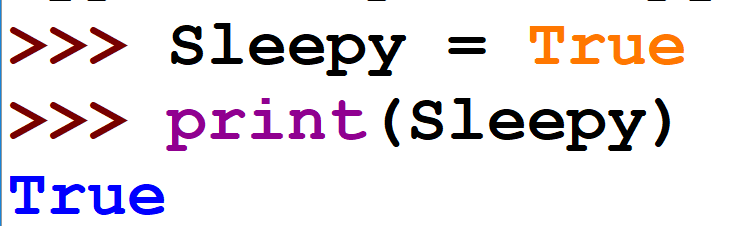 >>> Sleepy = True
>>> print(Sleepy)
True